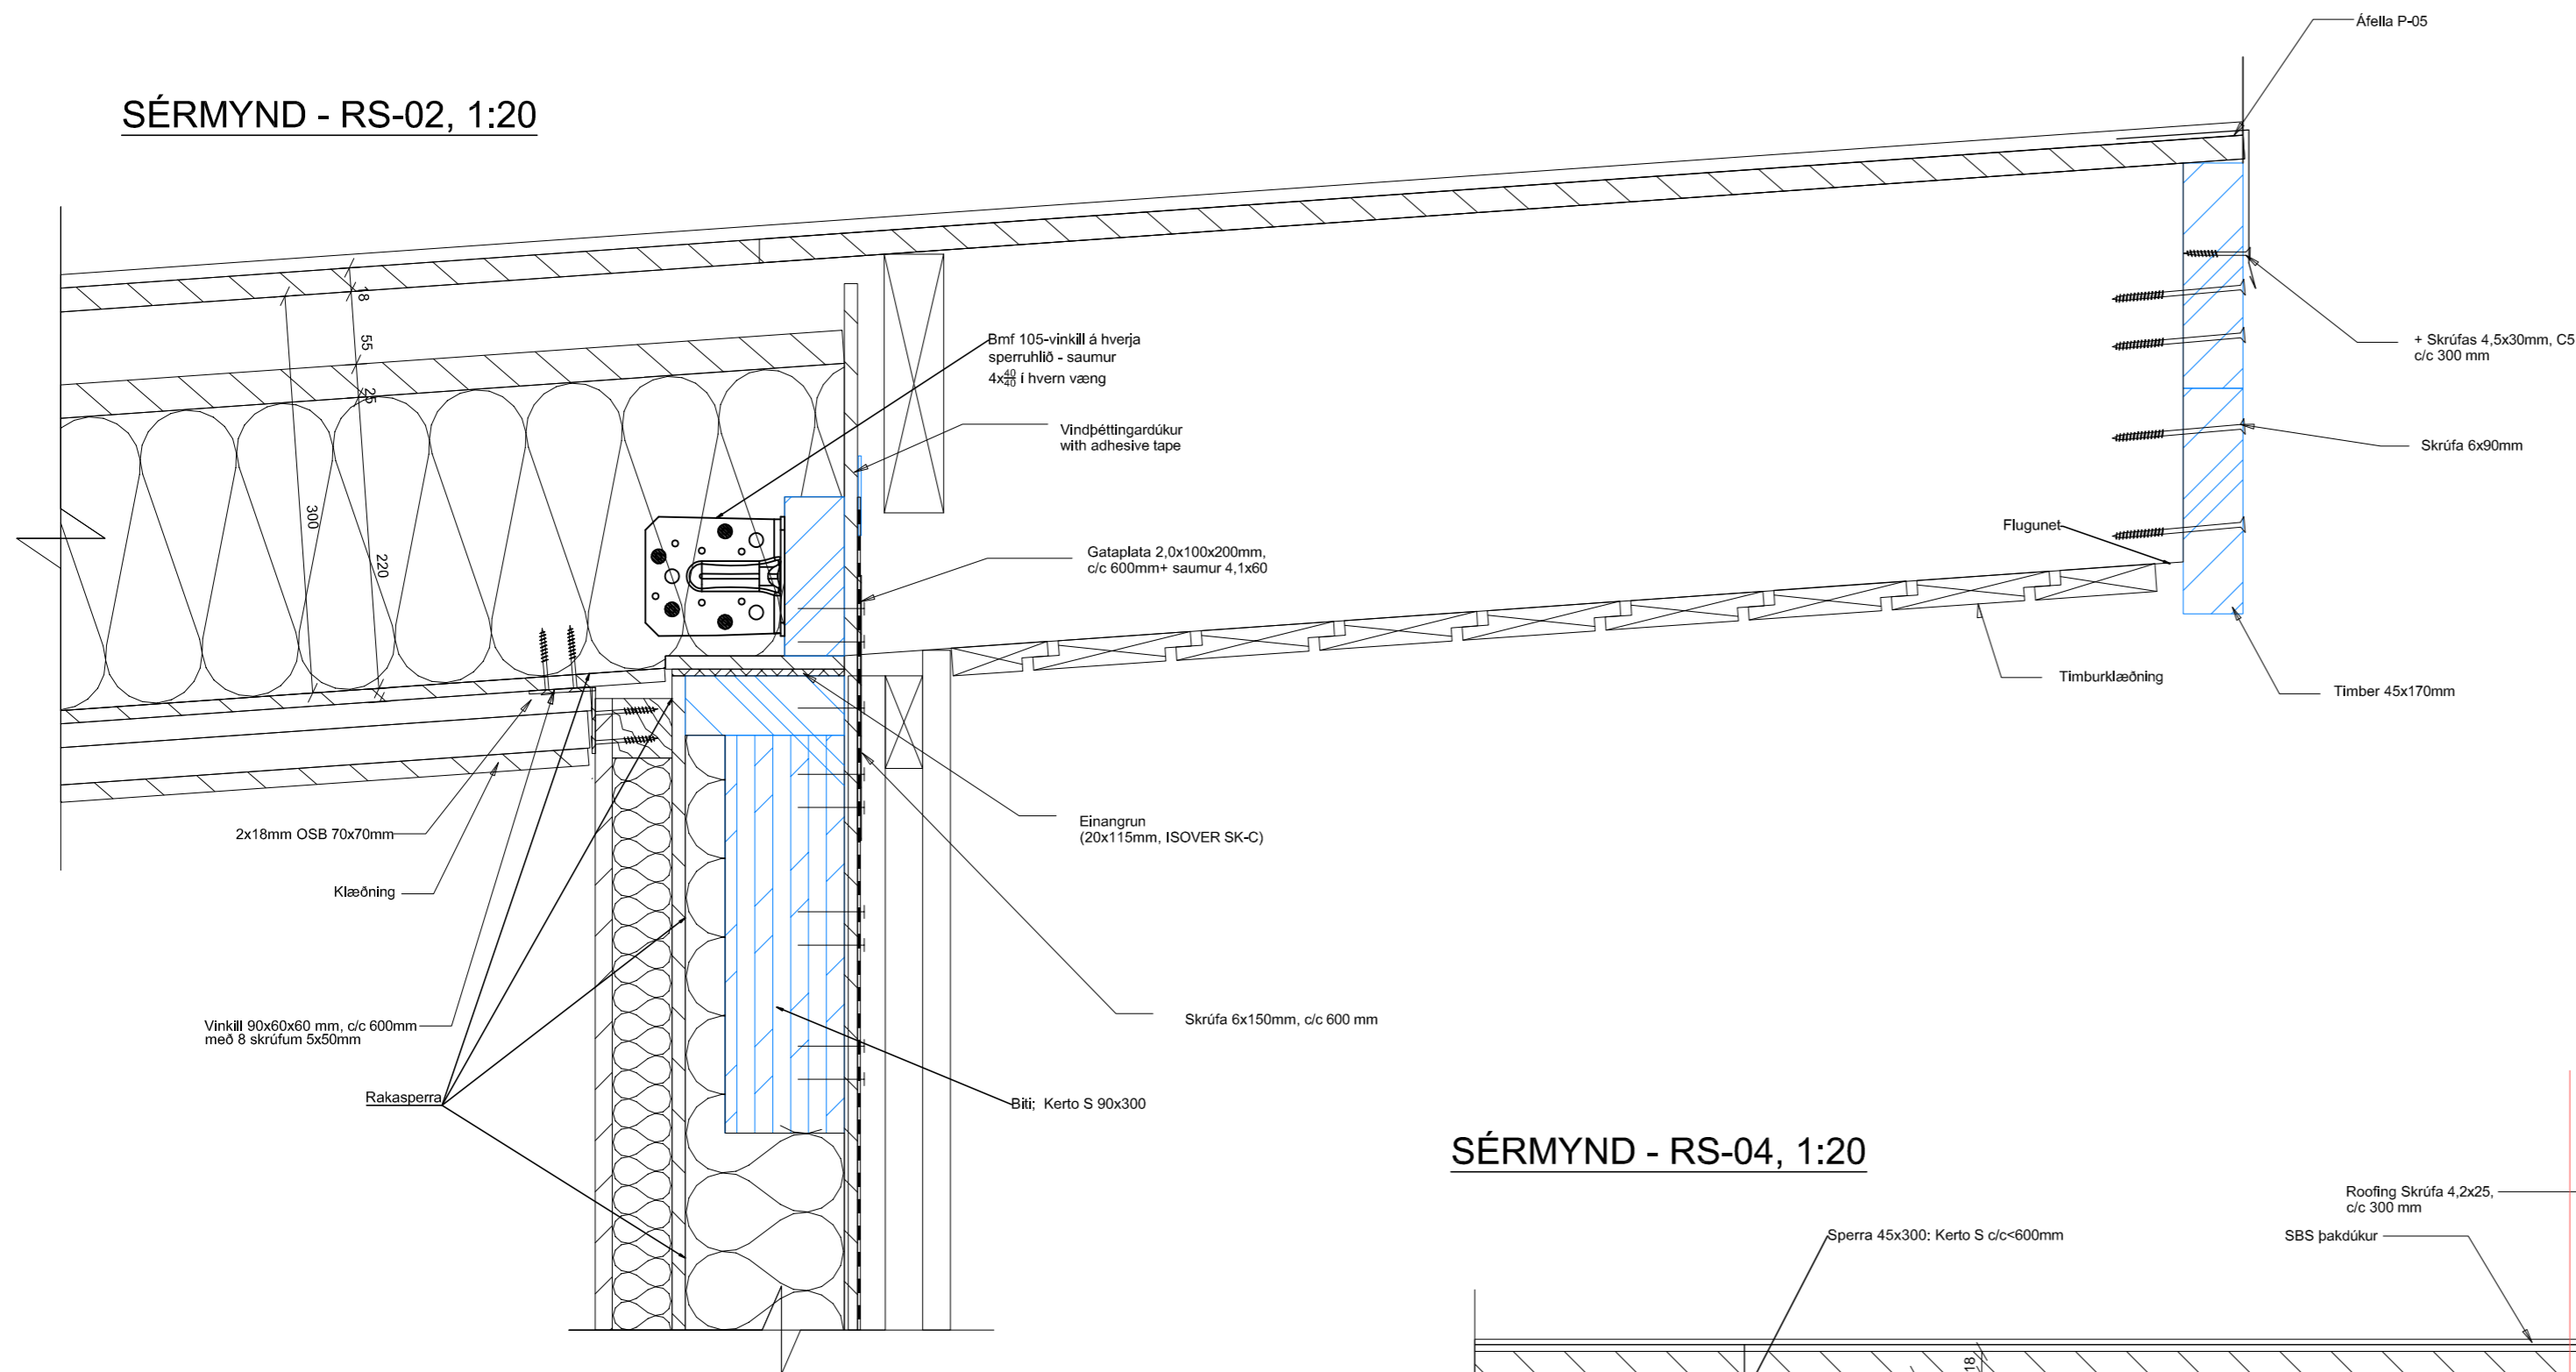 Áfella P-05
SÉRMYND - RS-02, 1:20
18
55
25
300
220
Bmf 105-vinkill á hverja
sperruhlið - saumur
4x40/40 í hvern væng
Vindþéttingardúkur
with adhesive tape
Gataplata 2,0x100x200mm,
c/c 600mm+ saumur 4,1x60
+ Skrúfas 4,5x30mm, C5
c/c 300 mm
Skrúfa 6x90mm
Flugunet
Timburklæðning
Timber 45x170mm
2x18mm OSB 70x70mm
Klæðning
Einangrun
(20x115mm, ISOVER SK-C)
Vinkill 90x60x60 mm, c/c 600mm
með 8 skrúfum 5x50mm
Skrúfa 6x150mm, c/c 600 mm
Rakasperra
Biti; Kerto S 90x300
SÉRMYND - RS-04, 1:20
Roofing Skrúfa 4,2x25,
c/c 300 mm
Sperra 45x300: Kerto S c/c<600mm
SBS þakdúkur
18